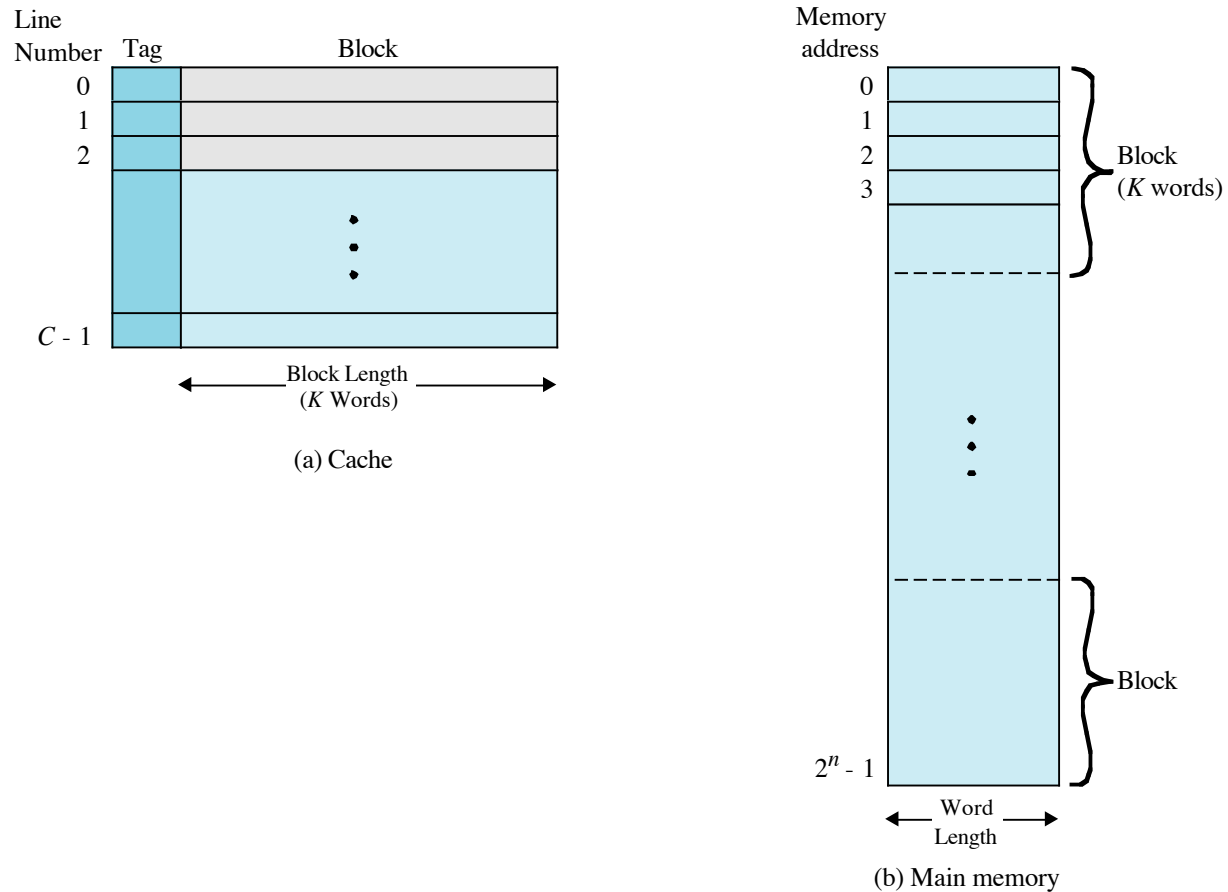 Line
Number
Tag
Block
0
1
2
C - 1
Block Length
(K Words)
(a) Cache
Memory
address
0
1
2
3
Block
(K words)
Block
2ⁿ - 1
Word
Length
(b) Main memory